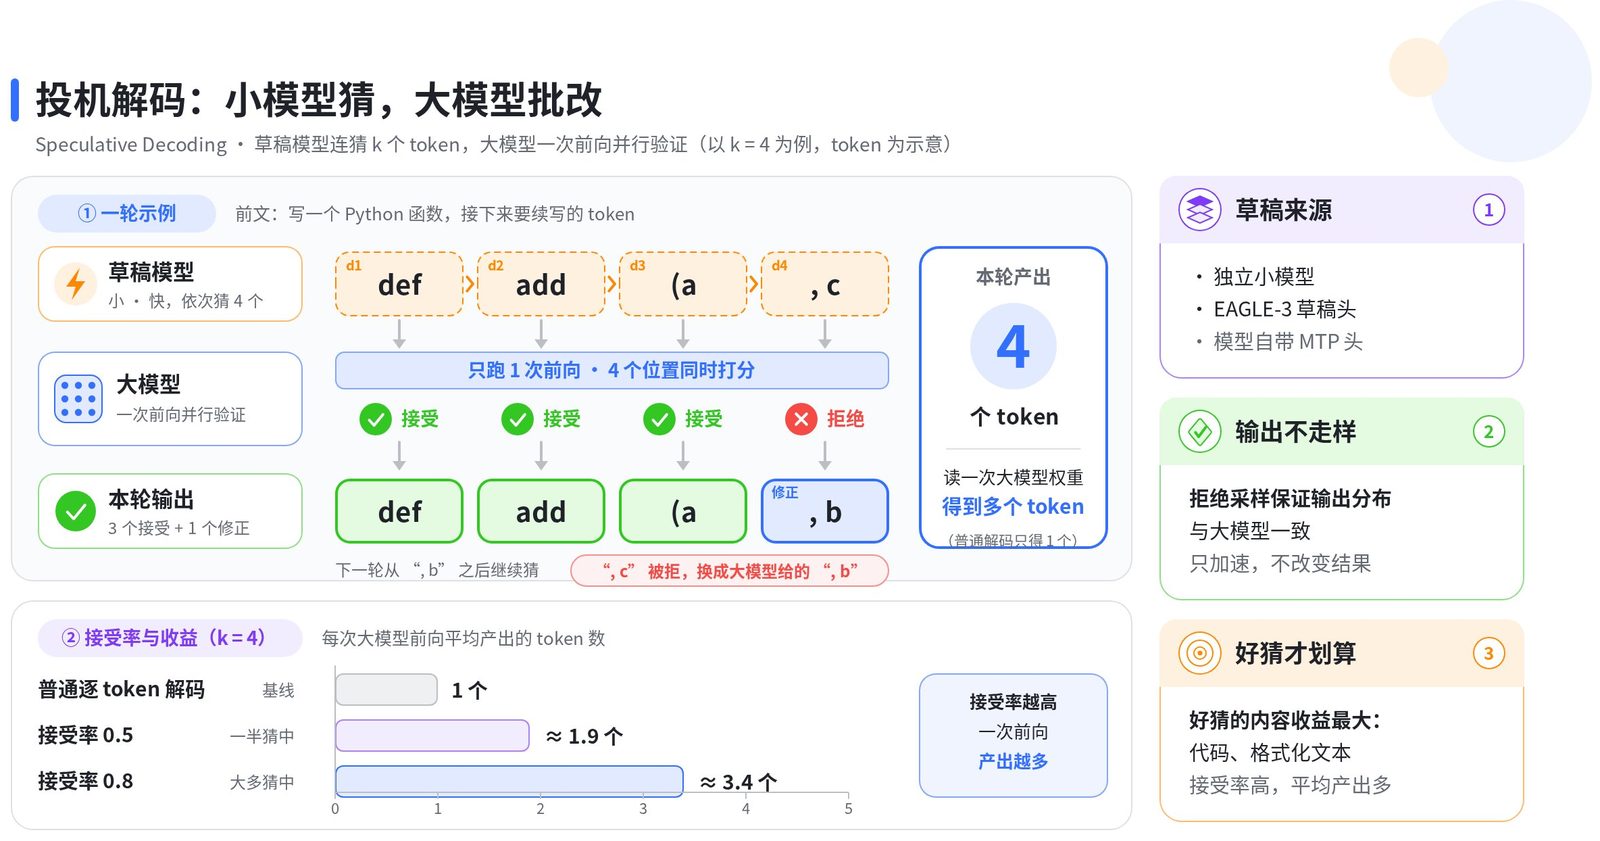 投机解码：小模型猜，大模型批改
Speculative Decoding · 草稿模型连猜 k 个 token，大模型一次前向并行验证（以 k = 4 为例，token 为示意）
① 一轮示例
前文：写一个 Python 函数，接下来要续写的 token
草稿模型
小 · 快，依次猜 4 个
d1
def
d2
add
d3
(a
d4
, c
大模型
一次前向并行验证
只跑 1 次前向 · 4 个位置同时打分
接受
接受
接受
拒绝
本轮输出
3 个接受 + 1 个修正
def
add
(a
修正
, b
下一轮从 “, b” 之后继续猜
“, c” 被拒，换成大模型给的 “, b”
本轮产出
4
个 token
读一次大模型权重
得到多个 token
（普通解码只得 1 个）
② 接受率与收益（k = 4）
每次大模型前向平均产出的 token 数
普通逐 token 解码
基线
1 个
接受率 0.5
一半猜中
≈ 1.9 个
接受率 0.8
大多猜中
≈ 3.4 个
0
1
2
3
4
5
接受率越高
一次前向
产出越多
草稿来源
1
· 独立小模型
· EAGLE-3 草稿头
· 模型自带 MTP 头
输出不走样
2
拒绝采样保证输出分布
与大模型一致
只加速，不改变结果
好猜才划算
3
好猜的内容收益最大：
代码、格式化文本
接受率高，平均产出多